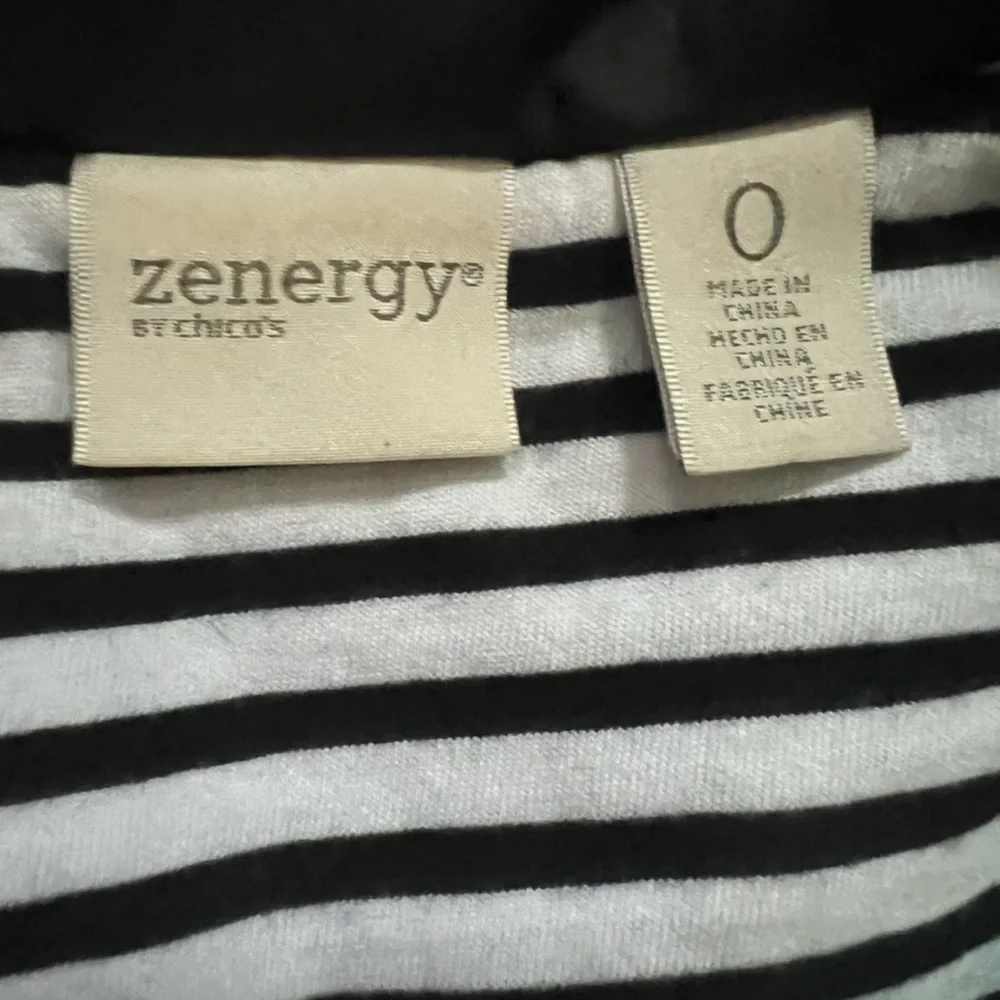 zenergy®
BY chico's
0
MADE IN
CHINA
HECHO EN
CHINA
FABRIQUÉ EN
CHINE